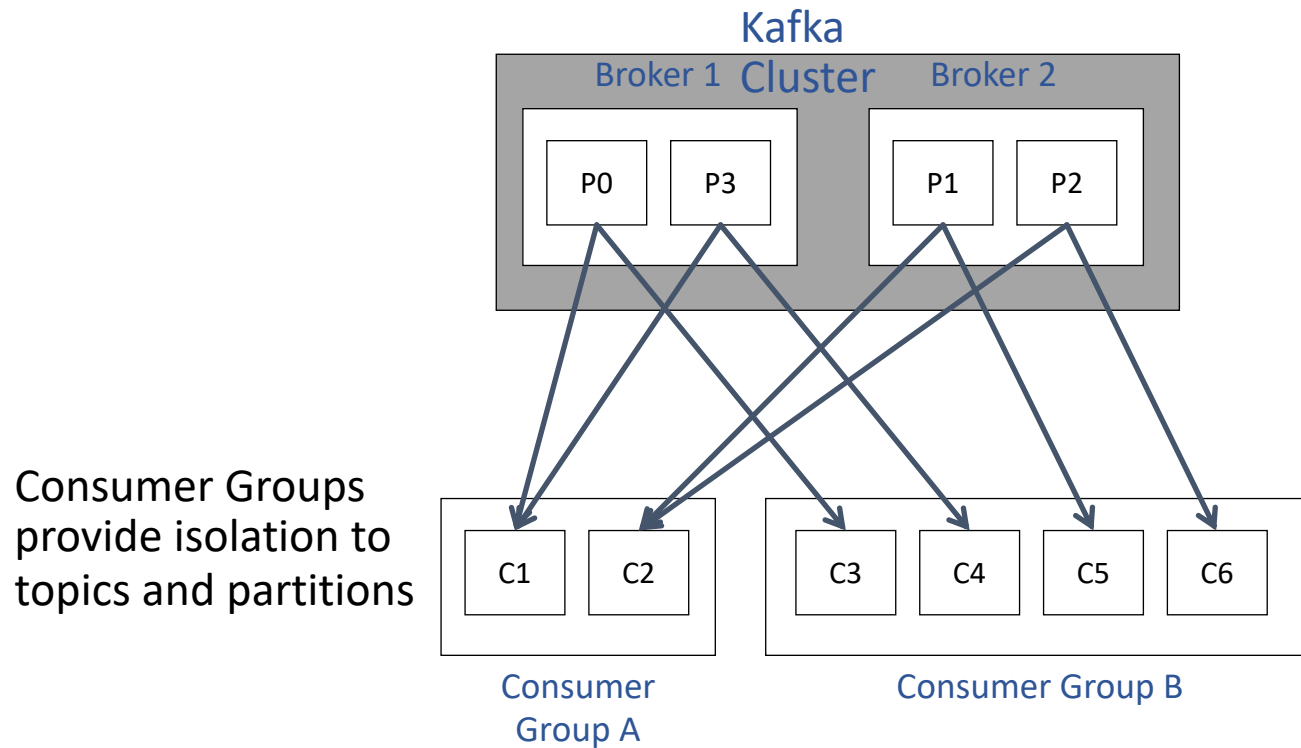 Kafka
Cluster
Broker 1
Broker 2
P0
P3
P1
P2
Consumer Groups
provide isolation to
topics and partitions
C1
C2
C3
C4
C5
C6
Consumer
Group A
Consumer Group B